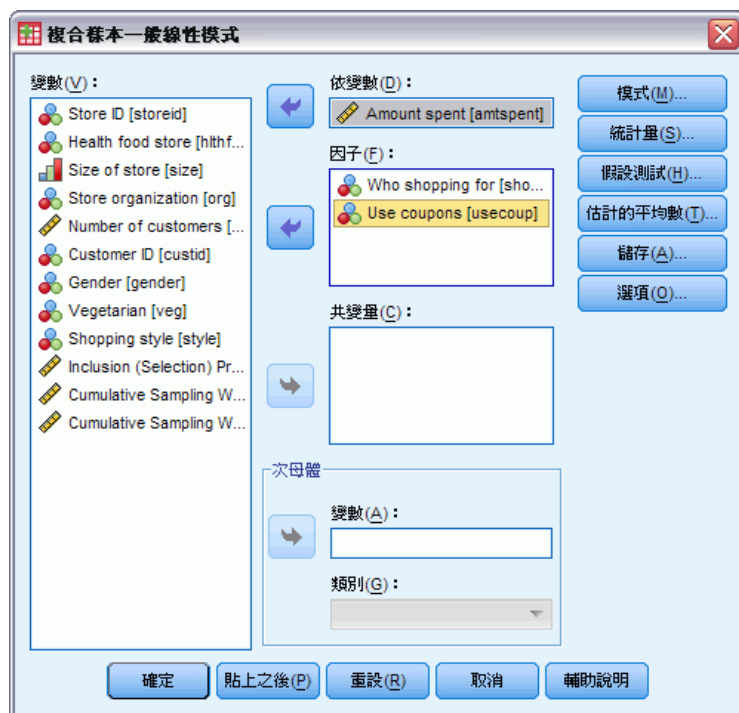 複合樣本一般線性模式
變數(V)：
Store ID [storeid]
Health food store [hlthf...
Size of store [size]
Store organization [org]
Number of customers [...
Customer ID [custid]
Gender [gender]
Vegetarian [veg]
Shopping style [style]
Inclusion (Selection) Pr...
Cumulative Sampling W...
Cumulative Sampling W...
依變數(D)：
Amount spent [amtspent]
因子(F)：
Who shopping for [sho...
Use coupons [usecoup]
共變量(C)：
次母體
變數(A)：
類別(G)：
模式(M)...
統計量(S)...
假設測試(H)...
估計的平均數(T)...
儲存(A)...
選項(O)...
確定
貼上之後(P)
重設(R)
取消
輔助說明